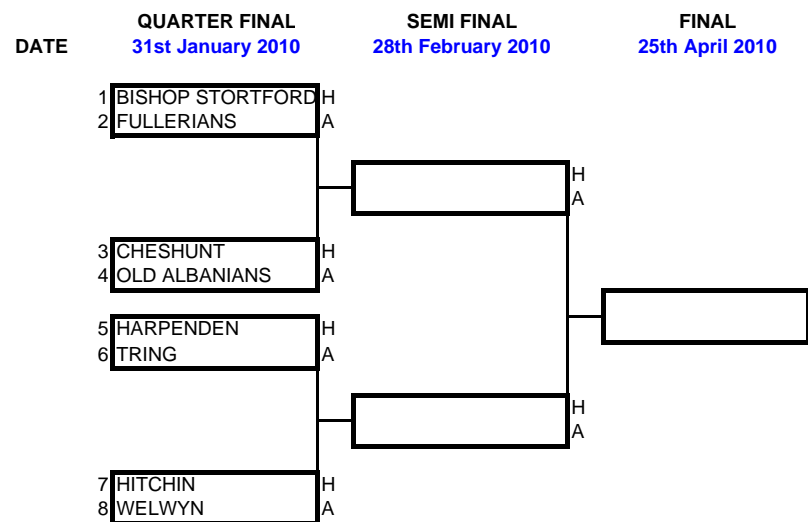 QUARTER FINAL SEMI FINAL FINAL
DATE 31st January 2010 28th February 2010 25th April 2010
1 BISHOP STORTFORD H
2 FULLERIANS A
H
A
3 CHESHUNT H
4 OLD ALBANIANS A
5 HARPENDEN H
6 TRING A
H
A
7 HITCHIN H
8 WELWYN A